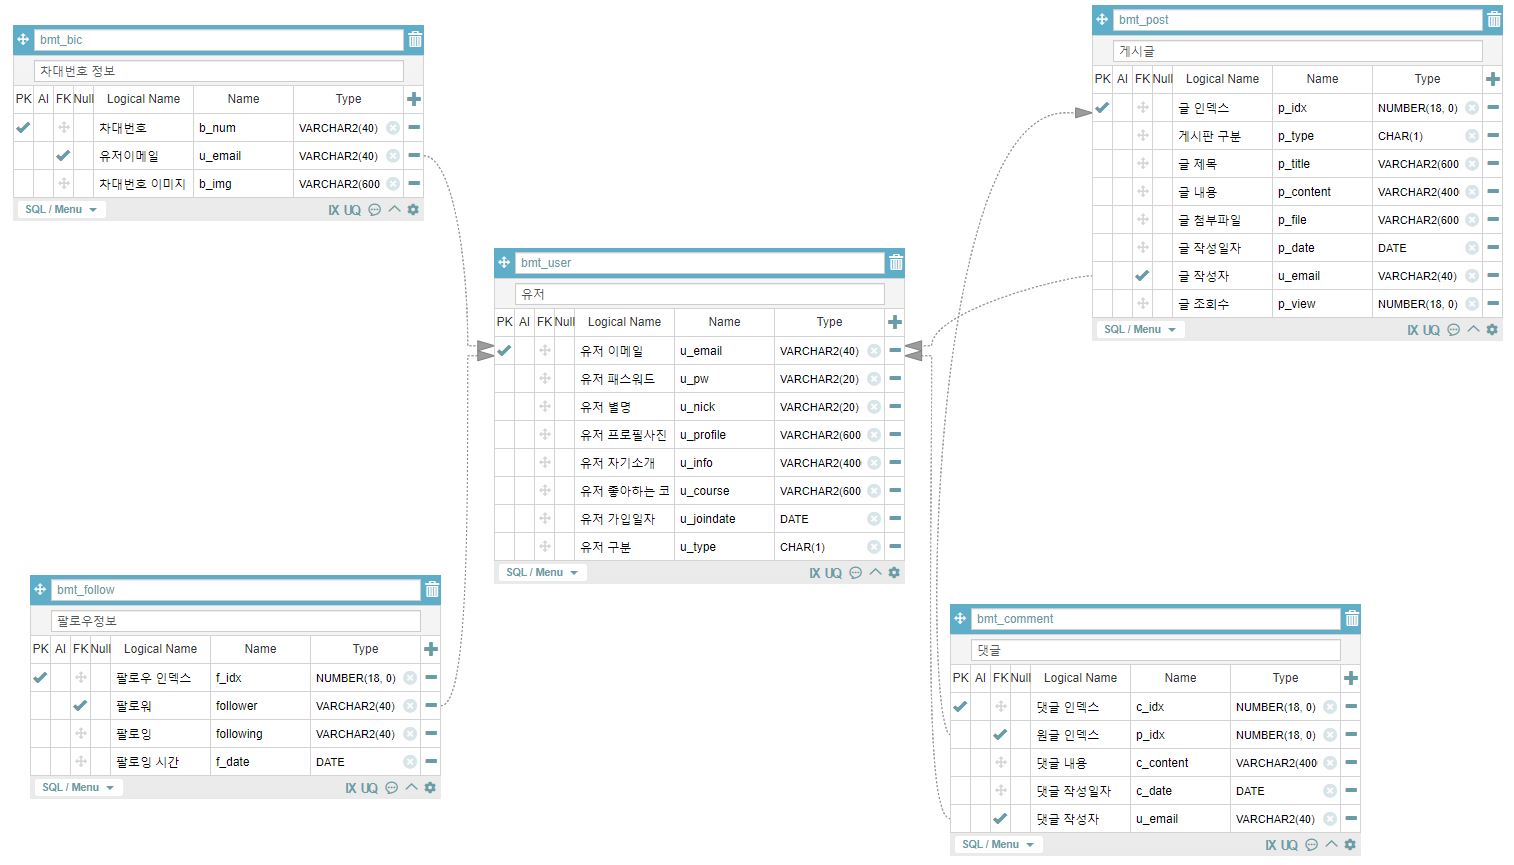 bmt_bic
차대번호 정보
PK AI FK Null Logical Name Name Type
차대번호 b_num VARCHAR2(40)
유저이메일 u_email VARCHAR2(40)
차대번호 이미지 b_img VARCHAR2(600
SQL / Menu IX UQ
bmt_post
게시글
PK AI FK Null Logical Name Name Type
글 인덱스 p_idx NUMBER(18, 0)
게시판 구분 p_type CHAR(1)
글 제목 p_title VARCHAR2(600
글 내용 p_content VARCHAR2(400
글 첨부파일 p_file VARCHAR2(600
글 작성일자 p_date DATE
글 작성자 u_email VARCHAR2(40)
글 조회수 p_view NUMBER(18, 0)
SQL / Menu IX UQ
bmt_user
유저
PK AI FK Null Logical Name Name Type
유저 이메일 u_email VARCHAR2(40)
유저 패스워드 u_pw VARCHAR2(20)
유저 별명 u_nick VARCHAR2(20)
유저 프로필사진 u_profile VARCHAR2(600
유저 자기소개 u_info VARCHAR2(400
유저 좋아하는 코 u_course VARCHAR2(600
유저 가입일자 u_joindate DATE
유저 구분 u_type CHAR(1)
SQL / Menu IX UQ
bmt_follow
팔로우정보
PK AI FK Null Logical Name Name Type
팔로우 인덱스 f_idx NUMBER(18, 0)
팔로워 follower VARCHAR2(40)
팔로잉 following VARCHAR2(40)
팔로잉 시간 f_date DATE
SQL / Menu IX UQ
bmt_comment
댓글
PK AI FK Null Logical Name Name Type
댓글 인덱스 c_idx NUMBER(18, 0)
원글 인덱스 p_idx NUMBER(18, 0)
댓글 내용 c_content VARCHAR2(400
댓글 작성일자 c_date DATE
댓글 작성자 u_email VARCHAR2(40)
SQL / Menu IX UQ